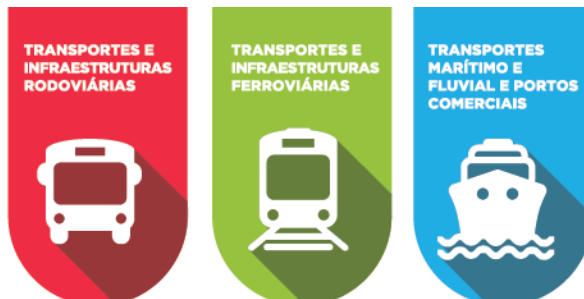 TRANSPORTES E
INFRAESTRUTURAS
RODOVIÁRIAS
TRANSPORTES E
INFRAESTRUTURAS
FERROVIÁRIAS
TRANSPORTES
MARÍTIMO E
FLUVIAL E PORTOS
COMERCIAIS